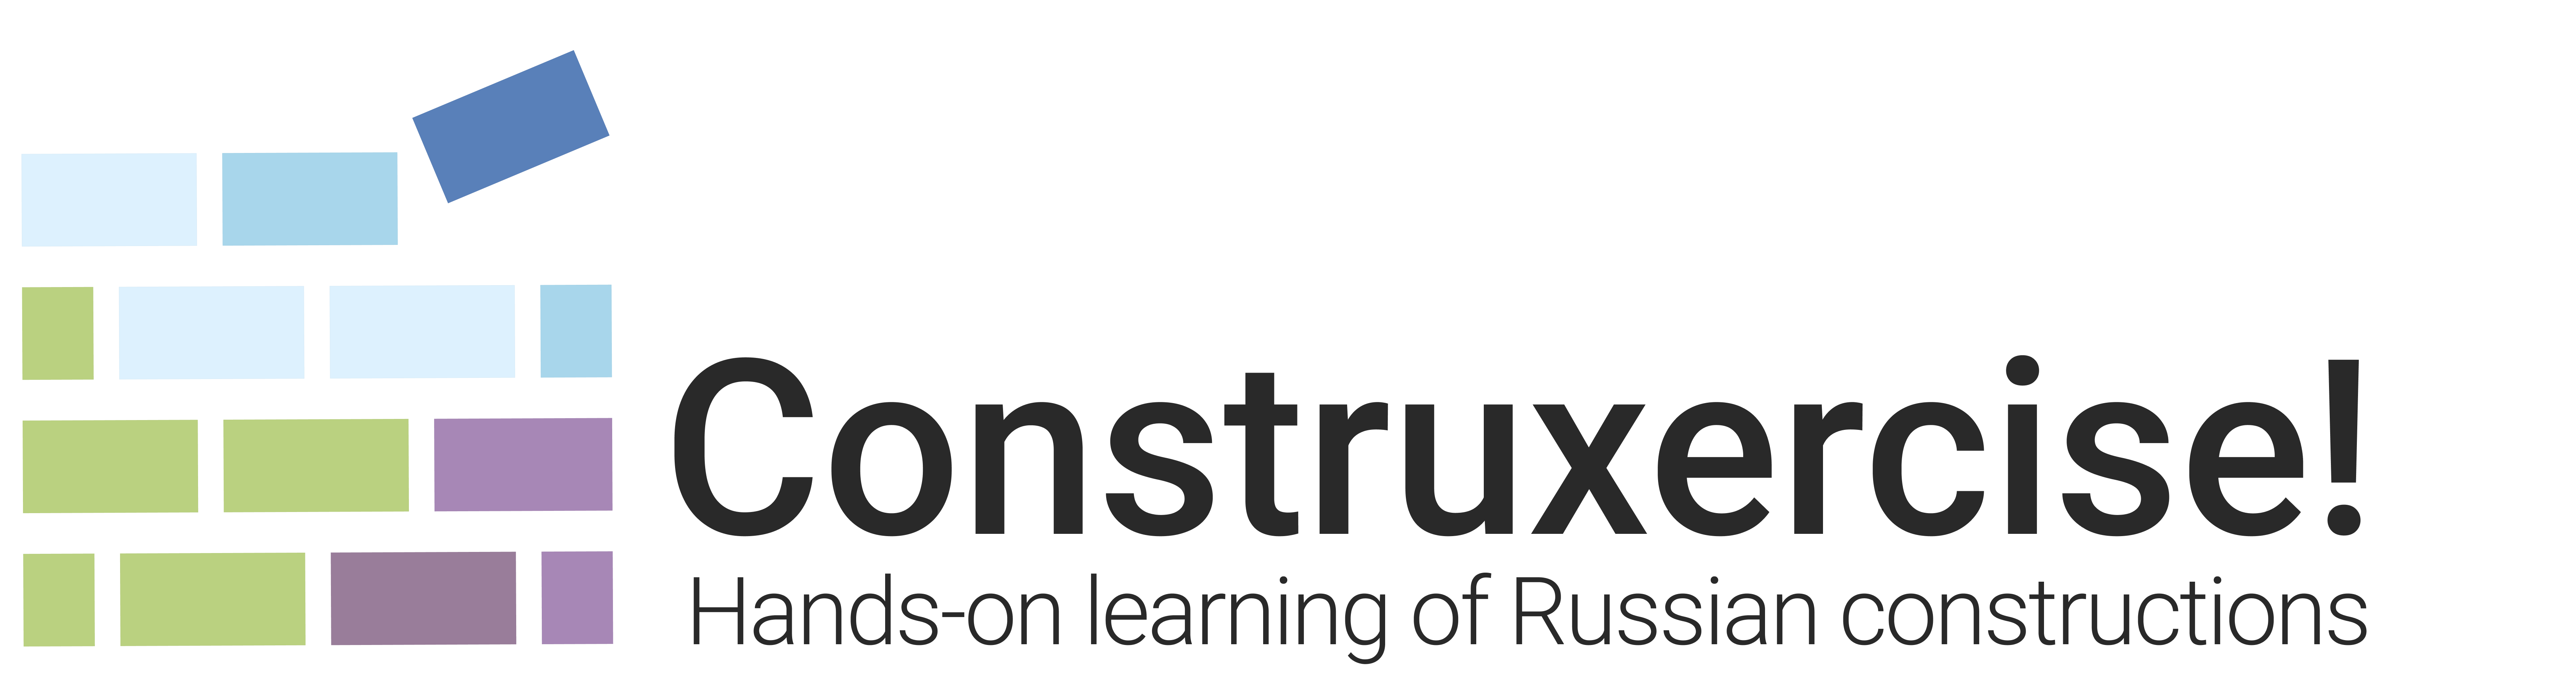 Construxercise!
Hands-on learning of Russian constructions